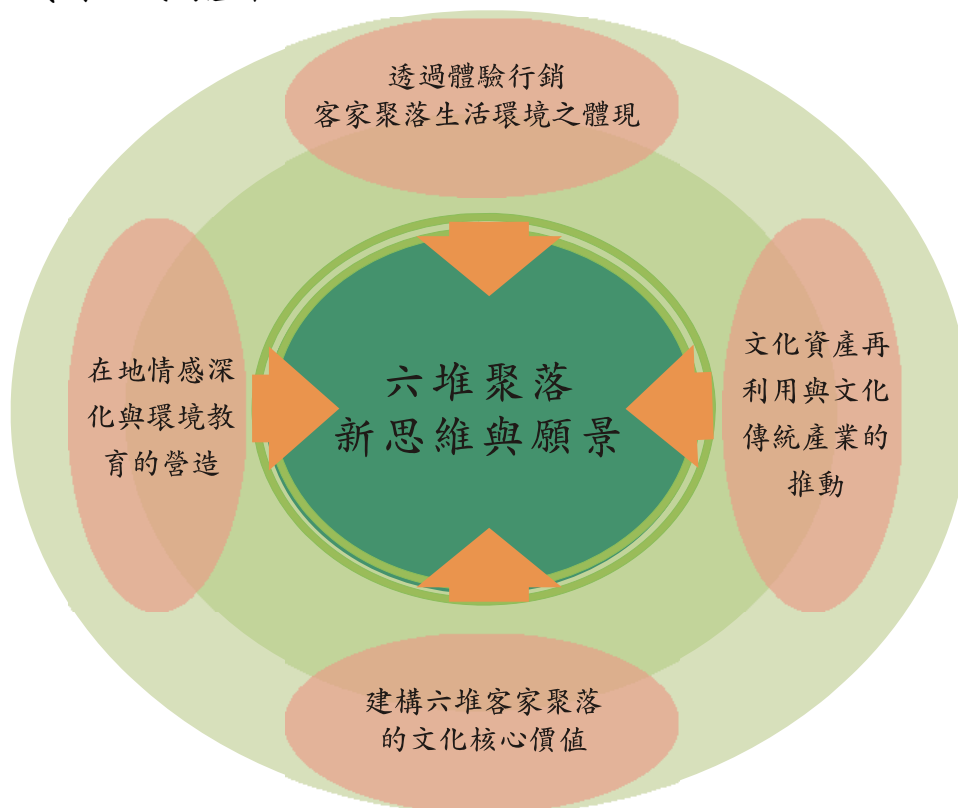 透過體驗行銷
客家聚落生活環境之體現
在地情感深
化與環境教
育的營造
六堆聚落
新思維與願景
文化資產再
利用與文化
傳統產業的
推動
建構六堆客家聚落
的文化核心價值